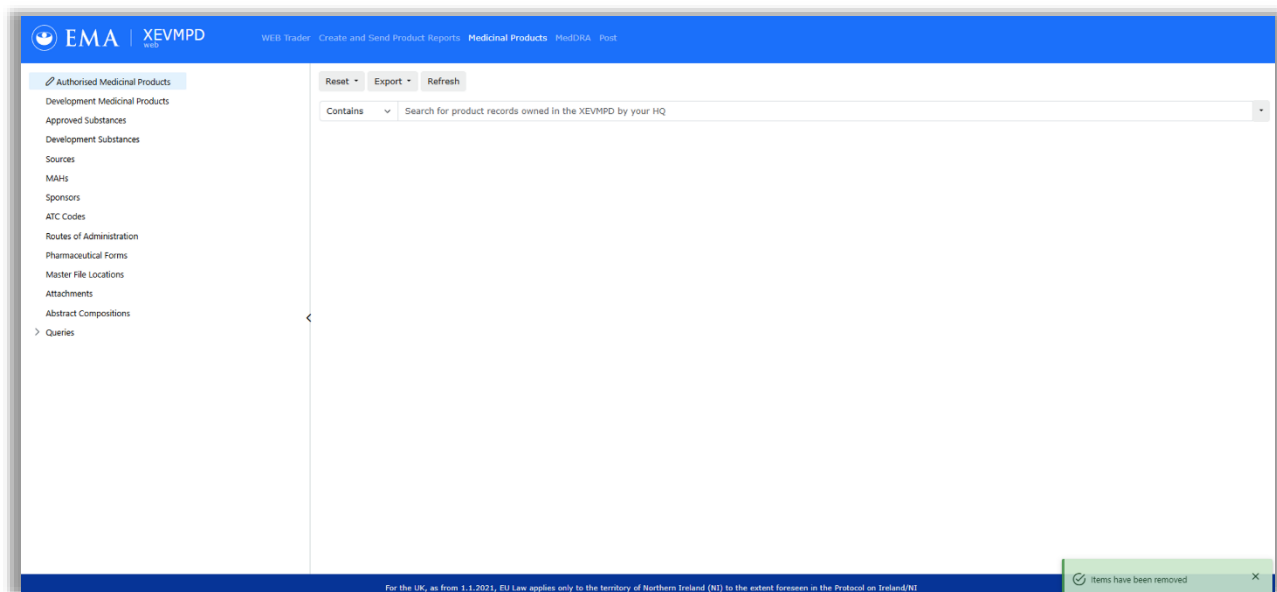 EMA | XEVMPD
web
WEB Trader Create and Send Product Reports Medicinal Products MedDRA Post
Authorised Medicinal Products
Development Medicinal Products
Approved Substances
Development Substances
Sources
MAHs
Sponsors
ATC Codes
Routes of Administration
Pharmaceutical Forms
Master File Locations
Attachments
Abstract Compositions
Queries
Reset Export Refresh
Contains Search for product records owned in the XEVMPD by your HQ
For the UK, as from 1.1.2021, EU Law applies only to the territory of Northern Ireland (NI) to the extent foreseen in the Protocol on Ireland/NI
items have been removed